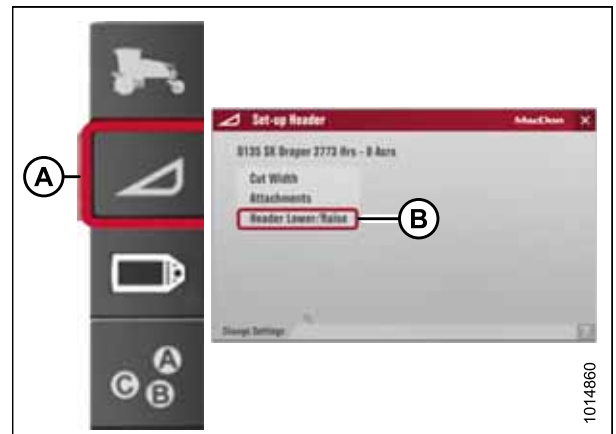 A
Set-up Header
MacDon
D135 SK Draper 2773 Hrs - 0 Acrs
Cut Width
Attachments
Header Lower/Raise
B
Change Settings
A
C
B
1014860